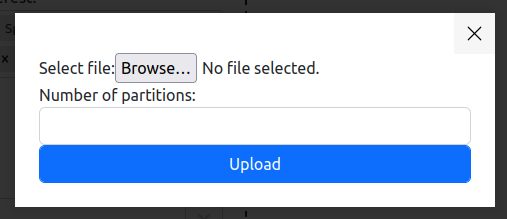 Select file: Browse... No file selected.
Number of partitions:
Upload